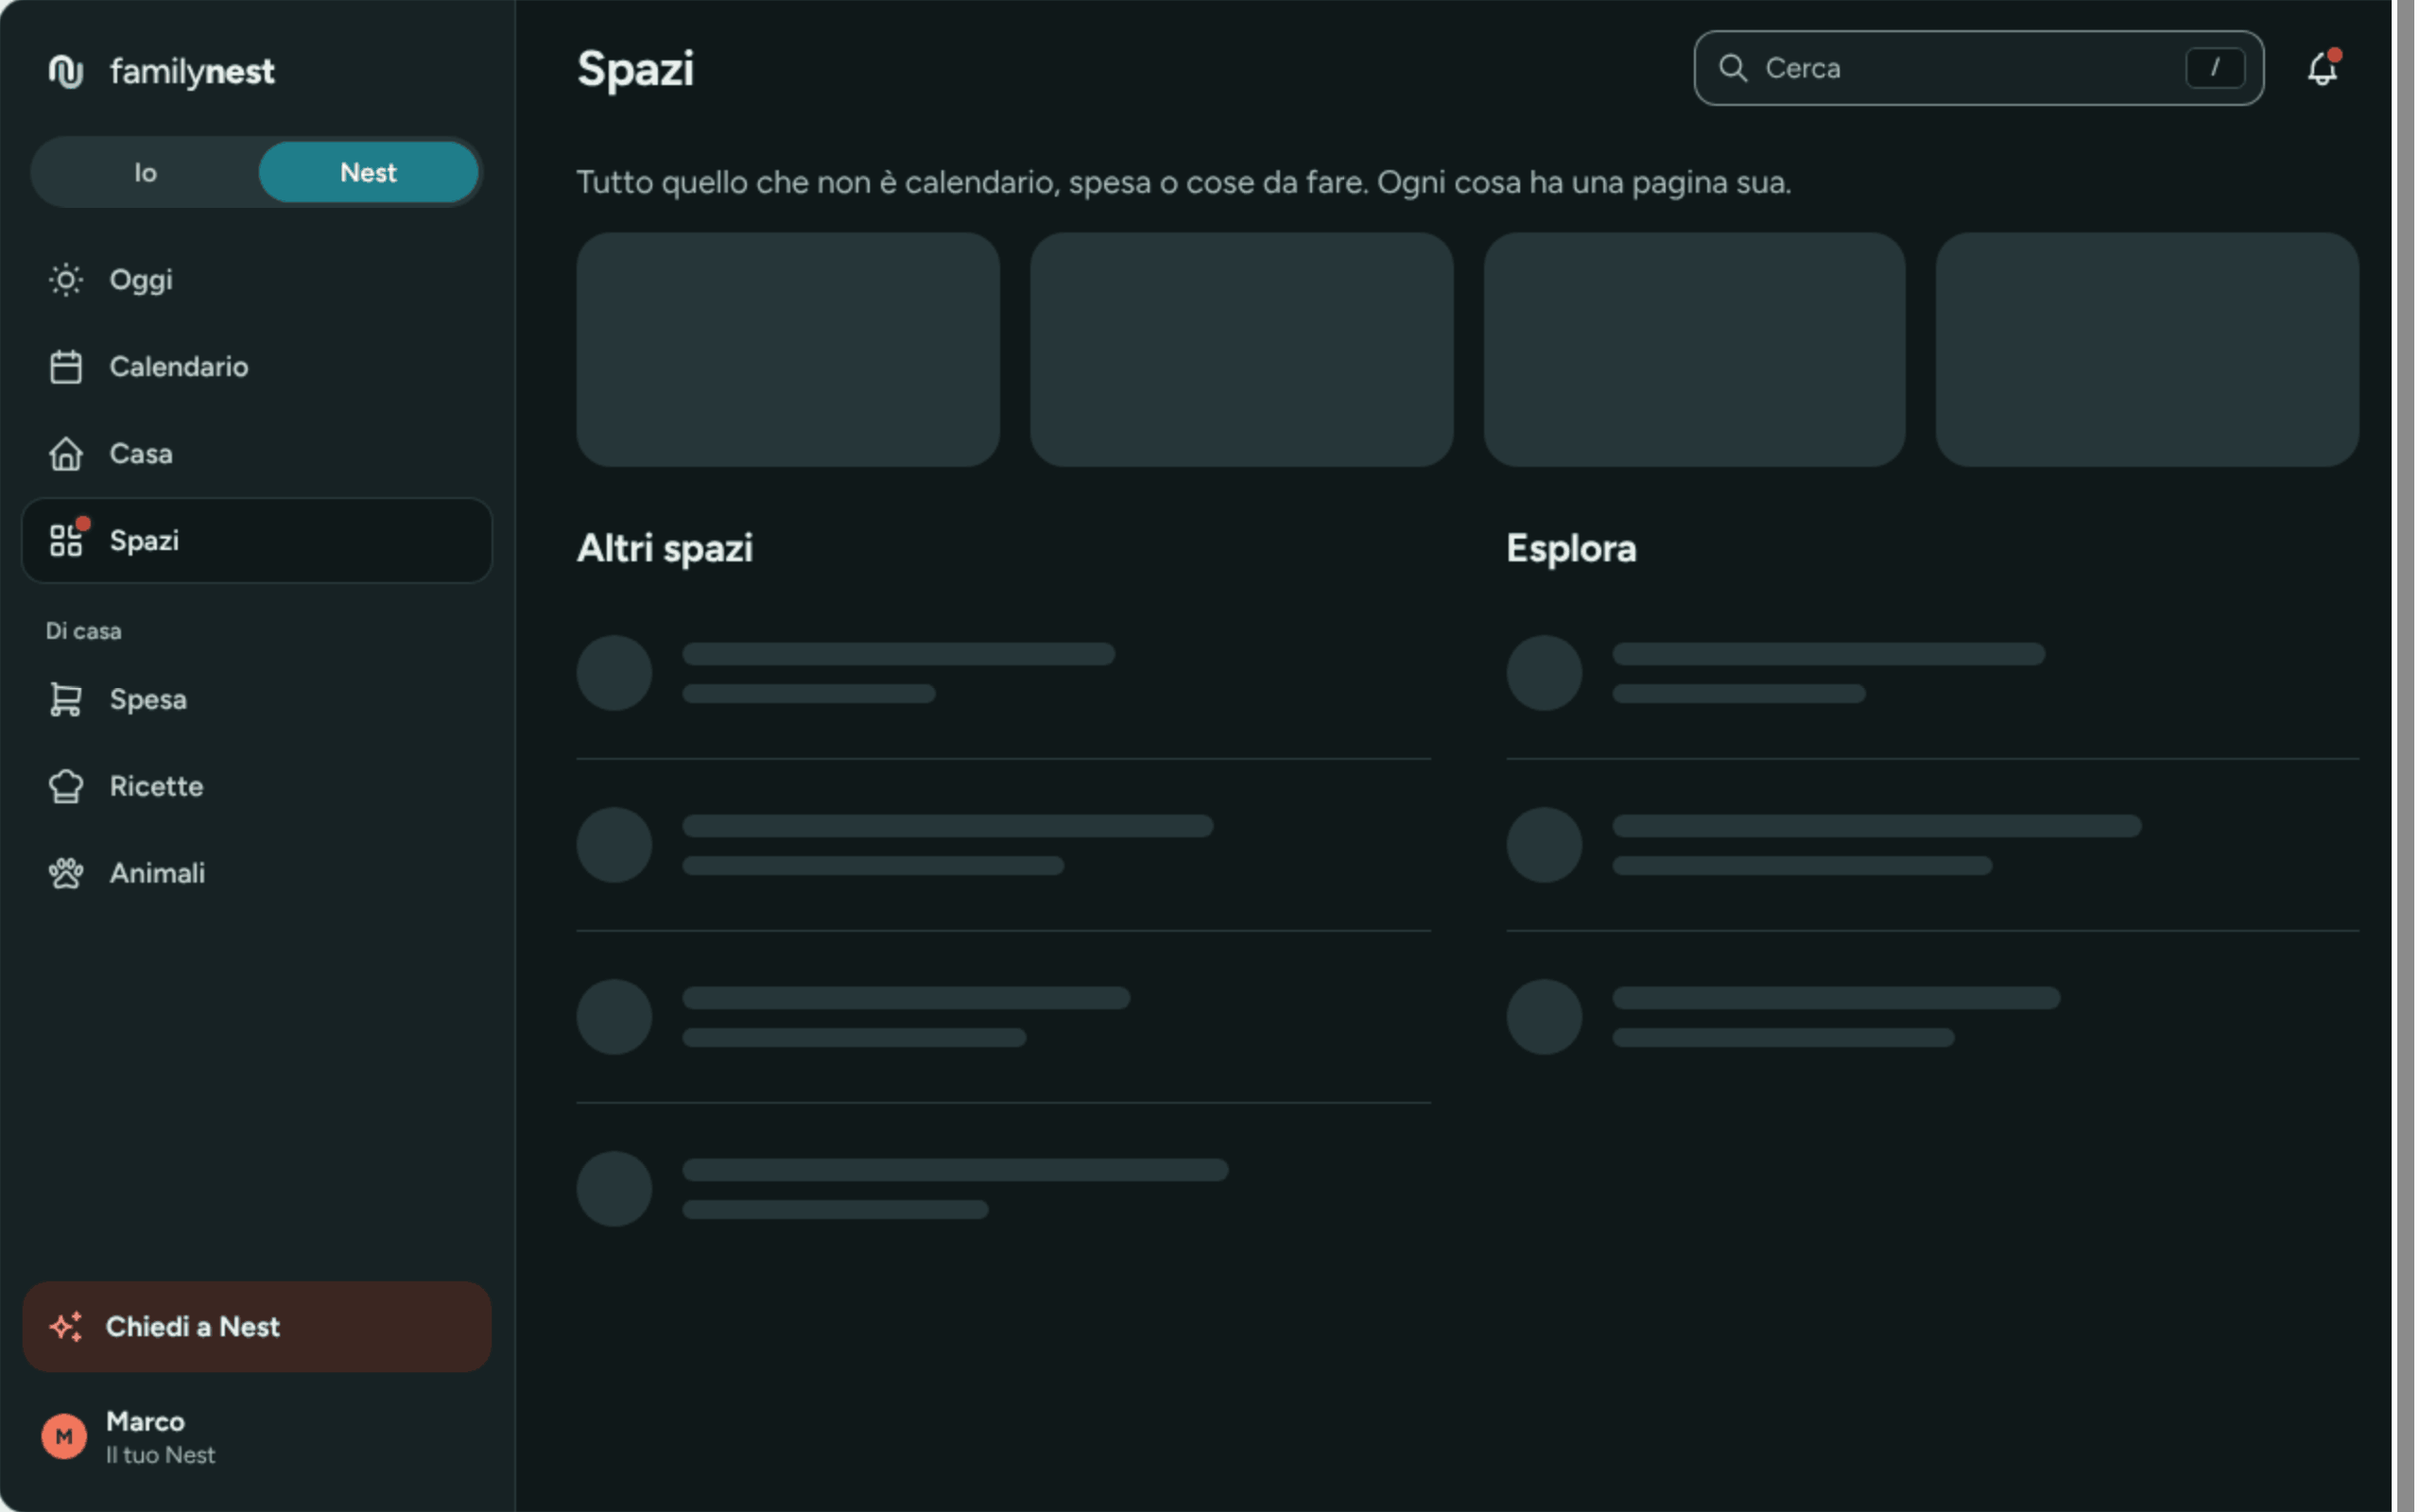 familynest
Io
Nest
Oggi
Calendario
Casa
Spazi
Di casa
Spesa
Ricette
Animali
Chiedi a Nest
M
Marco
Il tuo Nest
Spazi
Cerca
/
Tutto quello che non è calendario, spesa o cose da fare. Ogni cosa ha una pagina sua.
Altri spazi
Esplora